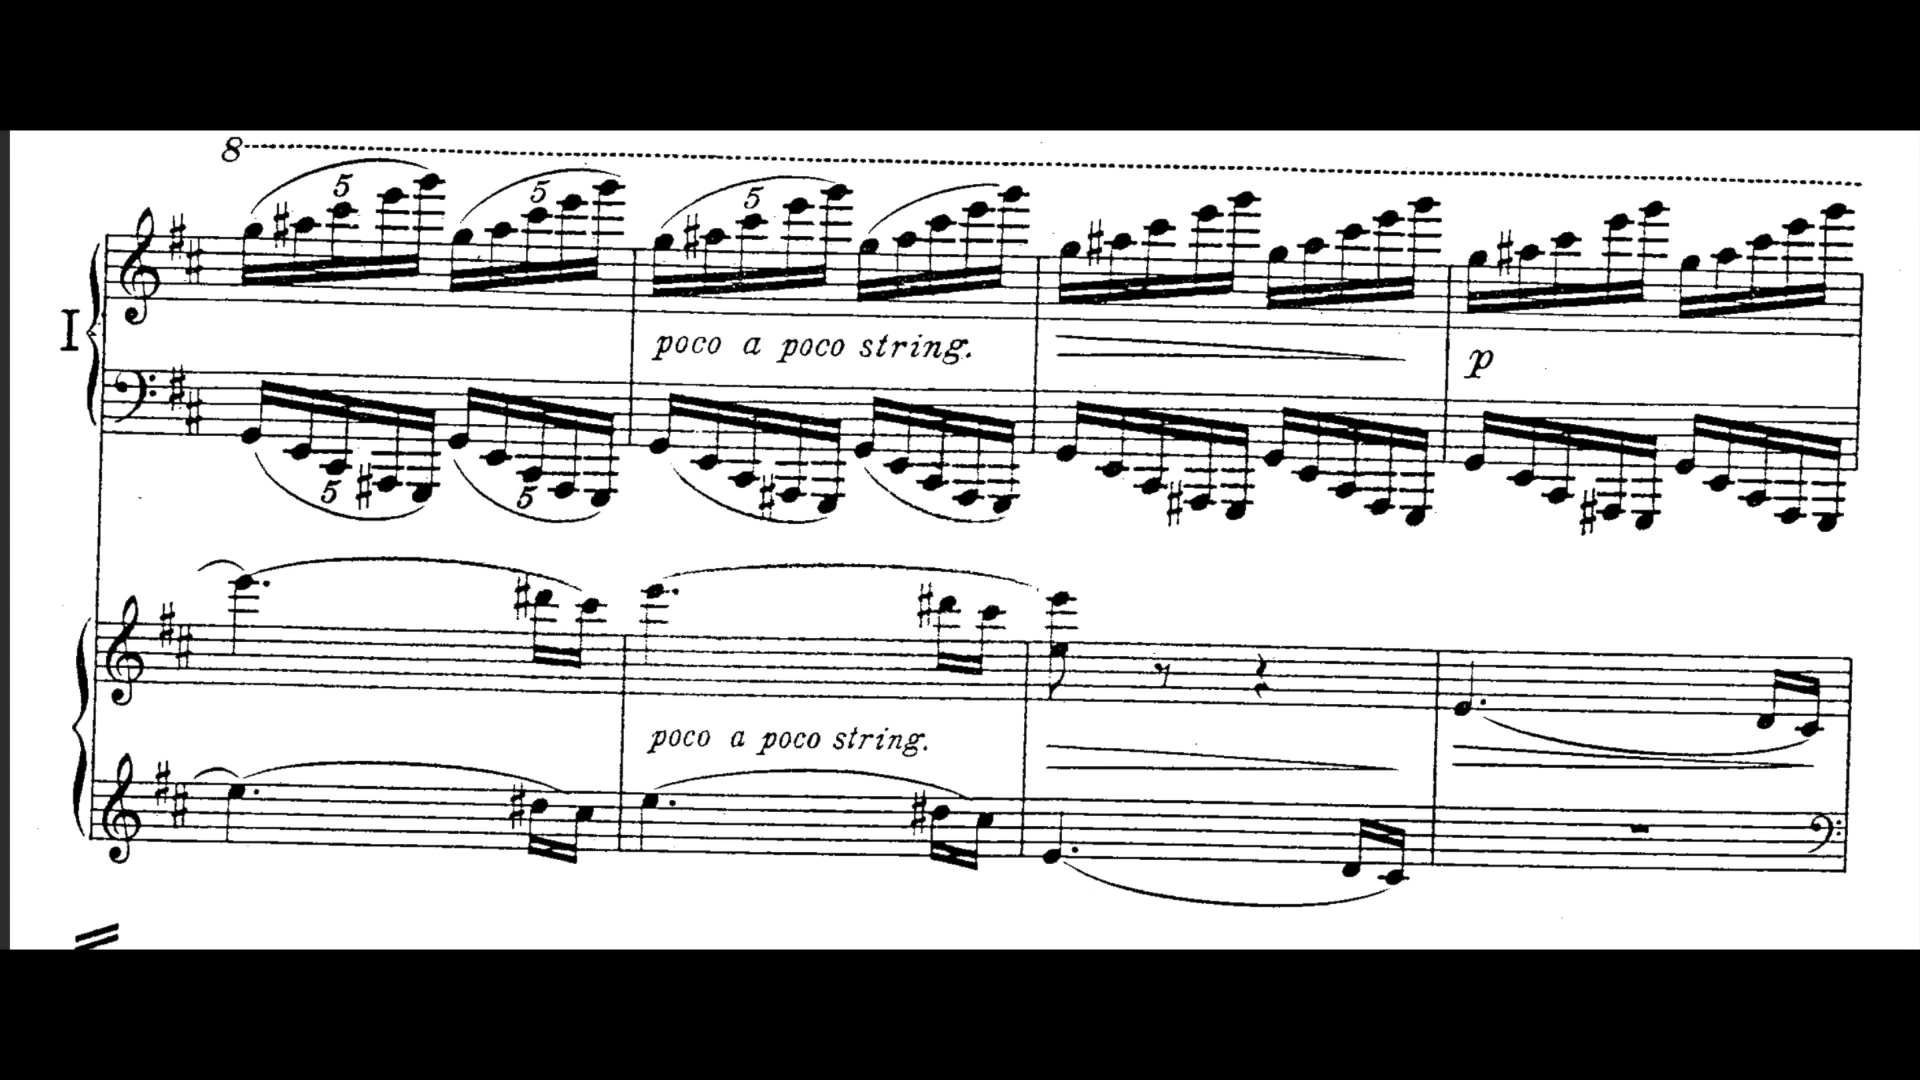 8
5 5 5
I
poco a poco string.
p
5 5
poco a poco string.